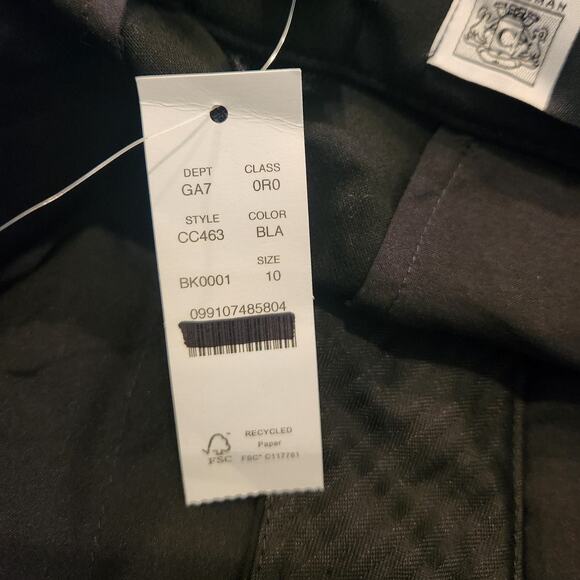 C
DEPT CLASS
GA7 0R0
STYLE COLOR
CC463 BLA
SIZE
BK0001 10
099107485804
RECYCLED
Paper
FSC FSC® C117761